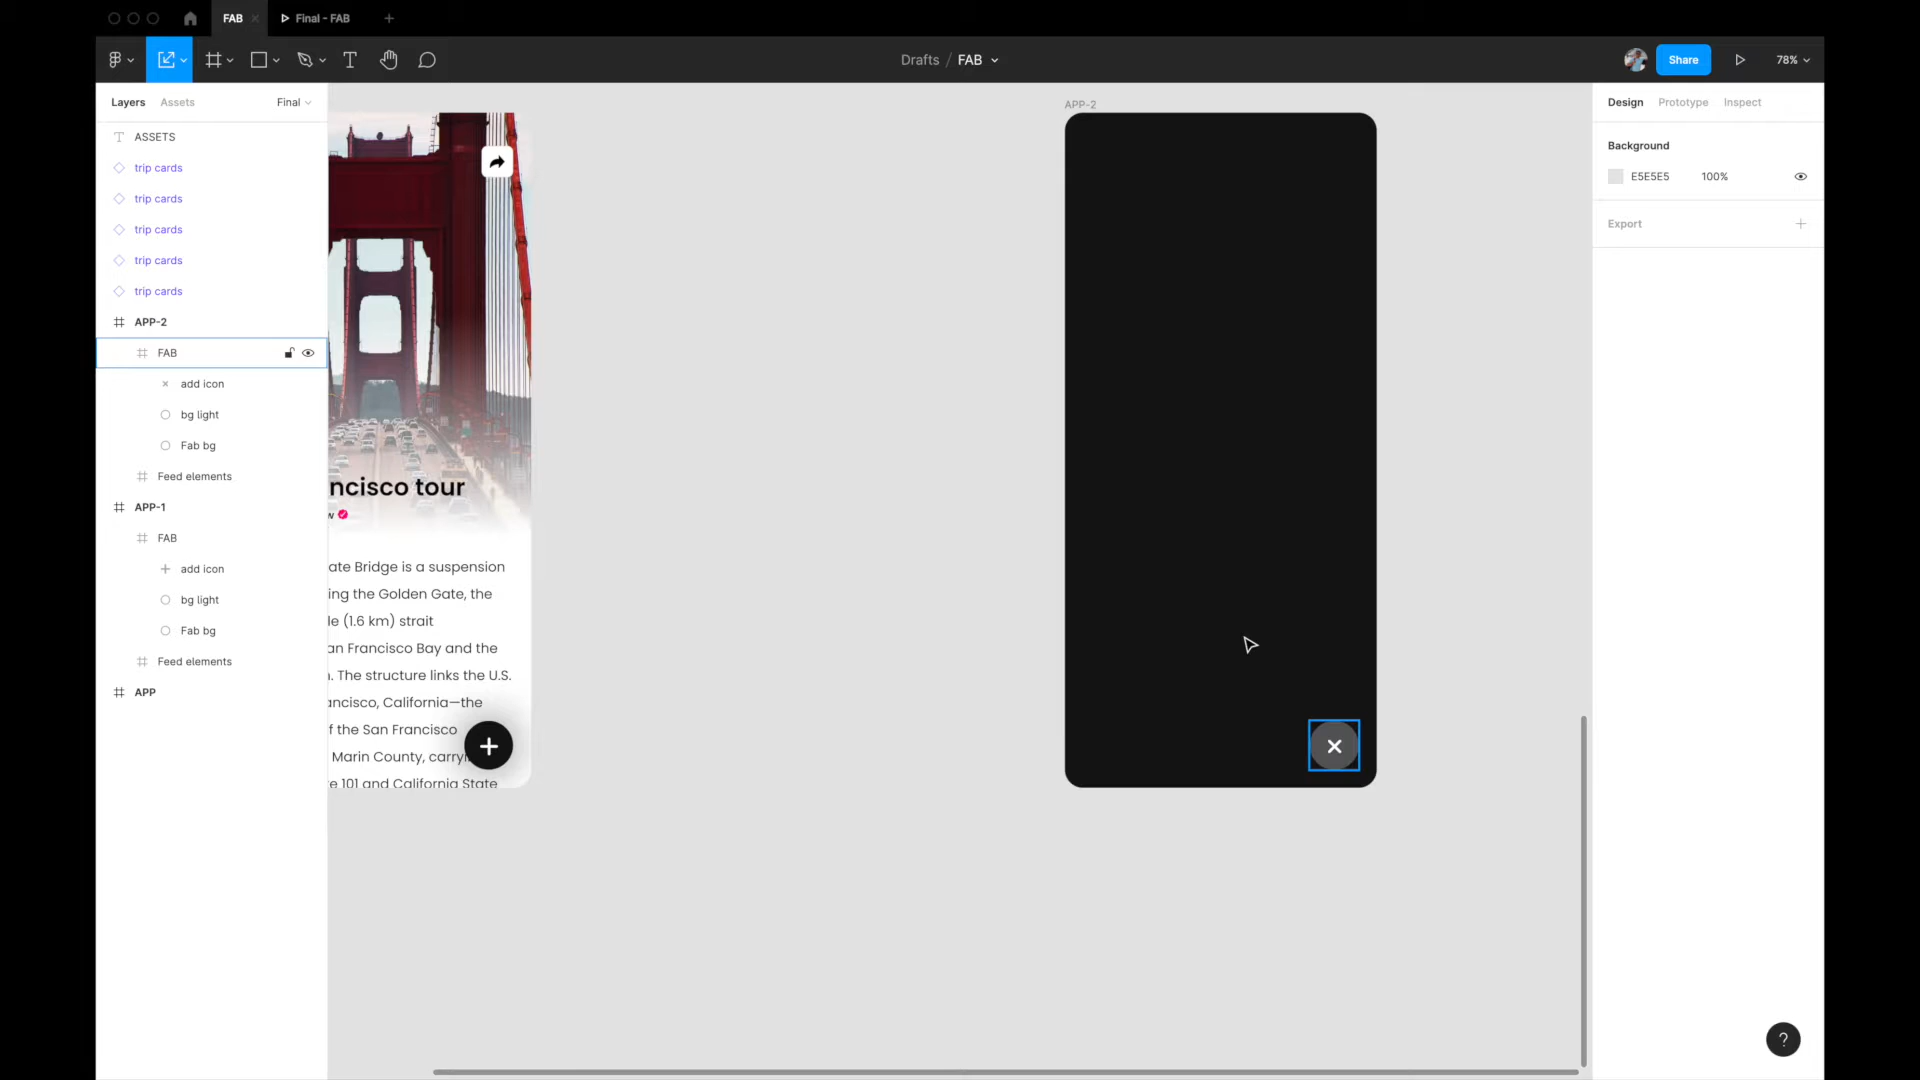 FAB
Final - FAB
Drafts / FAB
Share
78%
Layers
Assets
Final
ASSETS
trip cards
trip cards
trip cards
trip cards
trip cards
APP-2
FAB
add icon
bg light
Fab bg
Feed elements
APP-1
FAB
add icon
bg light
Fab bg
Feed elements
APP
ncisco tour
w
ate Bridge is a suspension
ing the Golden Gate, the
le (1.6 km) strait
an Francisco Bay and the
. The structure links the U.S.
ancisco, California—the
f the San Francisco
Marin County, carryi
e 101 and California State
APP-2
Design
Prototype
Inspect
Background
E5E5E5
100%
Export
?